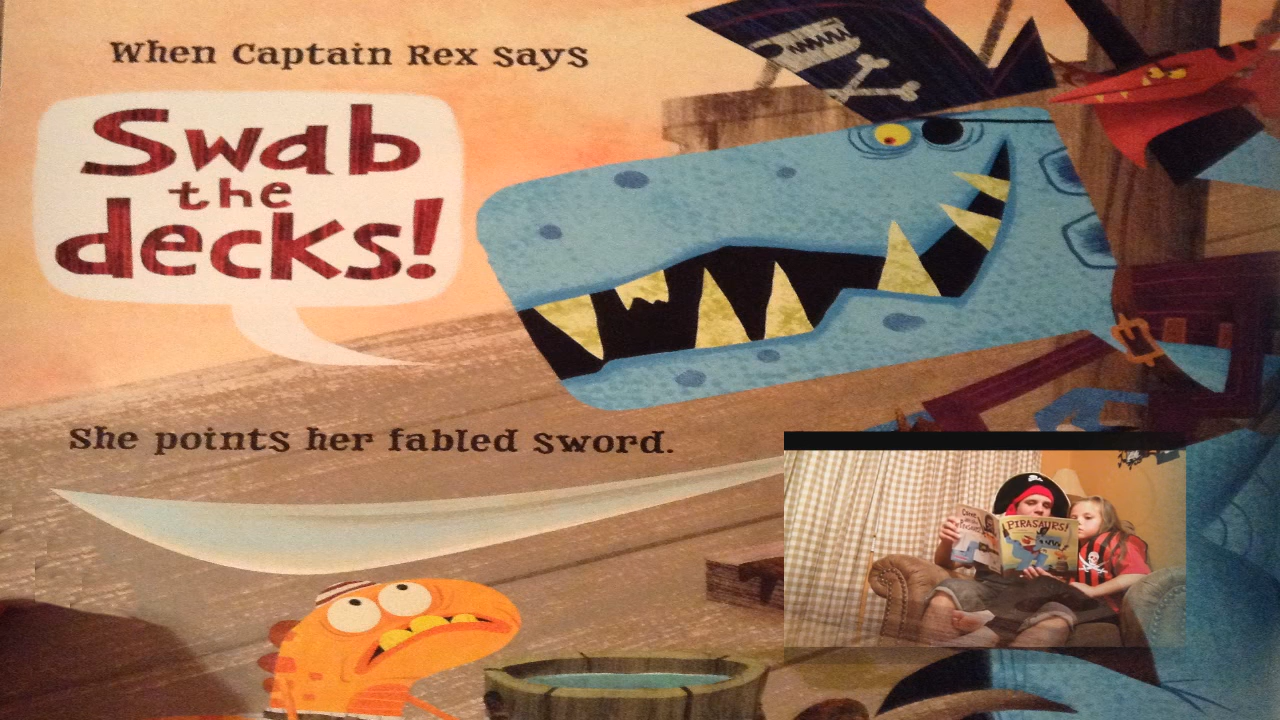 When Captain Rex says
Swab
the
decks!
She points her fabled sword.
PIRASAURS!